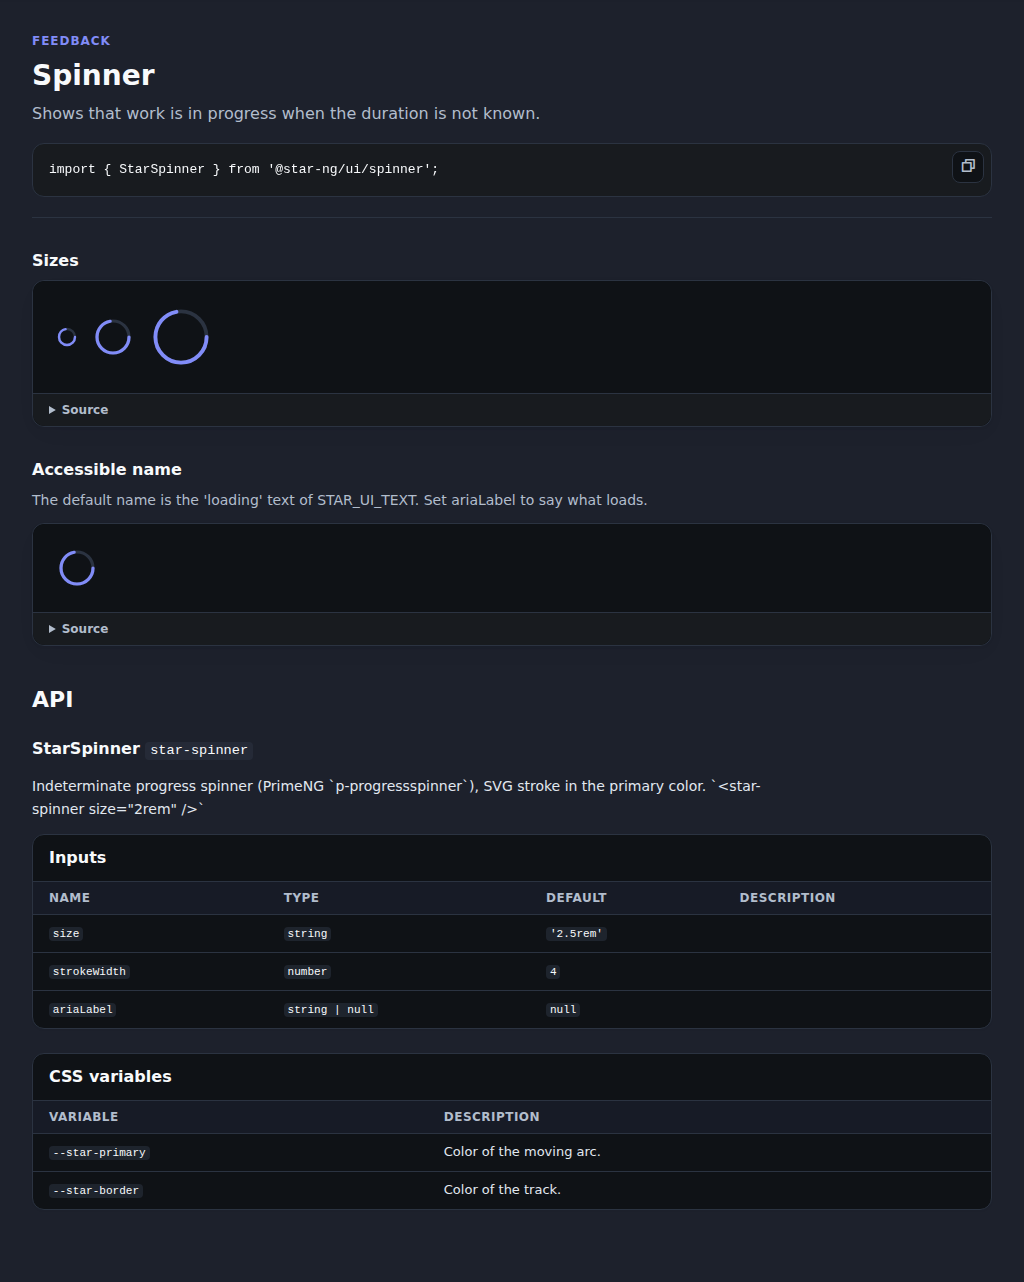 FEEDBACK
Spinner
Shows that work is in progress when the duration is not known.
import { StarSpinner } from '@star-ng/ui/spinner';
Sizes
Source
Accessible name
The default name is the 'loading' text of STAR_UI_TEXT. Set ariaLabel to say what loads.
Source
API
StarSpinner star-spinner
Indeterminate progress spinner (PrimeNG `p-progressspinner`), SVG stroke in the primary color. `<star-
spinner size="2rem" />`
Inputs
NAME TYPE DEFAULT DESCRIPTION
size string '2.5rem'
strokeWidth number 4
ariaLabel string | null null
CSS variables
VARIABLE DESCRIPTION
--star-primary Color of the moving arc.
--star-border Color of the track.